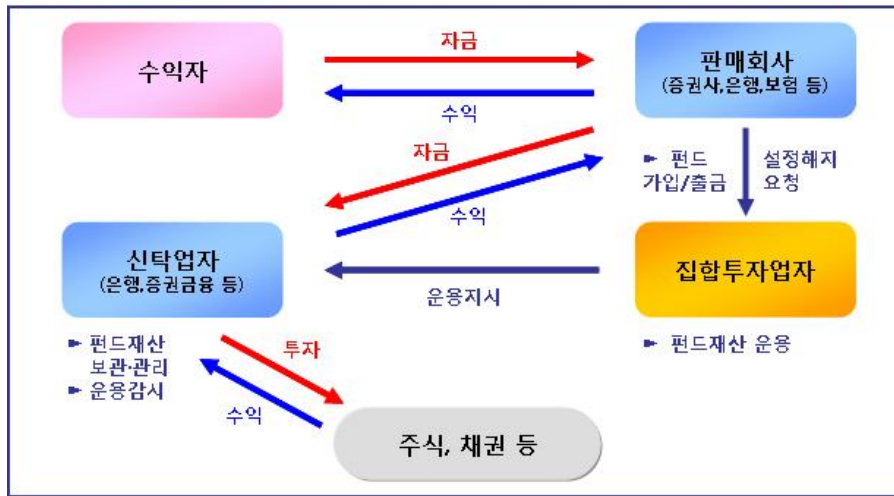 수익자
자금
수익
판매회사
(증권사,은행,보험 등)
자금
수익
► 펀드
가입/출금
설정해지
요청
신탁업자
(은행,증권금융 등)
운용지시
집합투자업자
► 펀드재산
보관·관리
► 운용감시
투자
수익
► 펀드재산 운용
주식, 채권 등